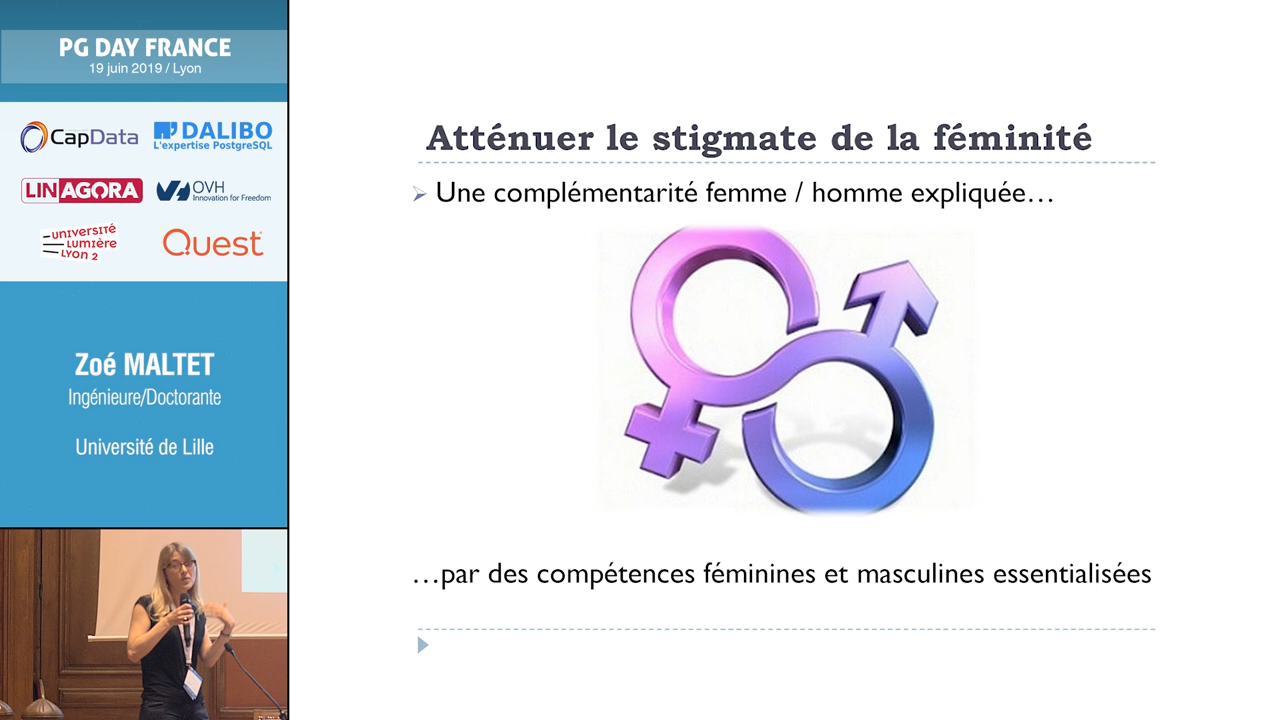 PG DAY FRANCE
19 juin 2019 / Lyon
CapData
DALIBO
L'expertise PostgreSQL
LINAGORA
OVH
Innovation for Freedom
UNIVERSITÉ
LUMIÈRE
LYON 2
Quest
Zoé MALTET
Ingénieure/Doctorante
Université de Lille
Atténuer le stigmate de la féminité
Une complémentarité femme / homme expliquée…
…par des compétences féminines et masculines essentialisées